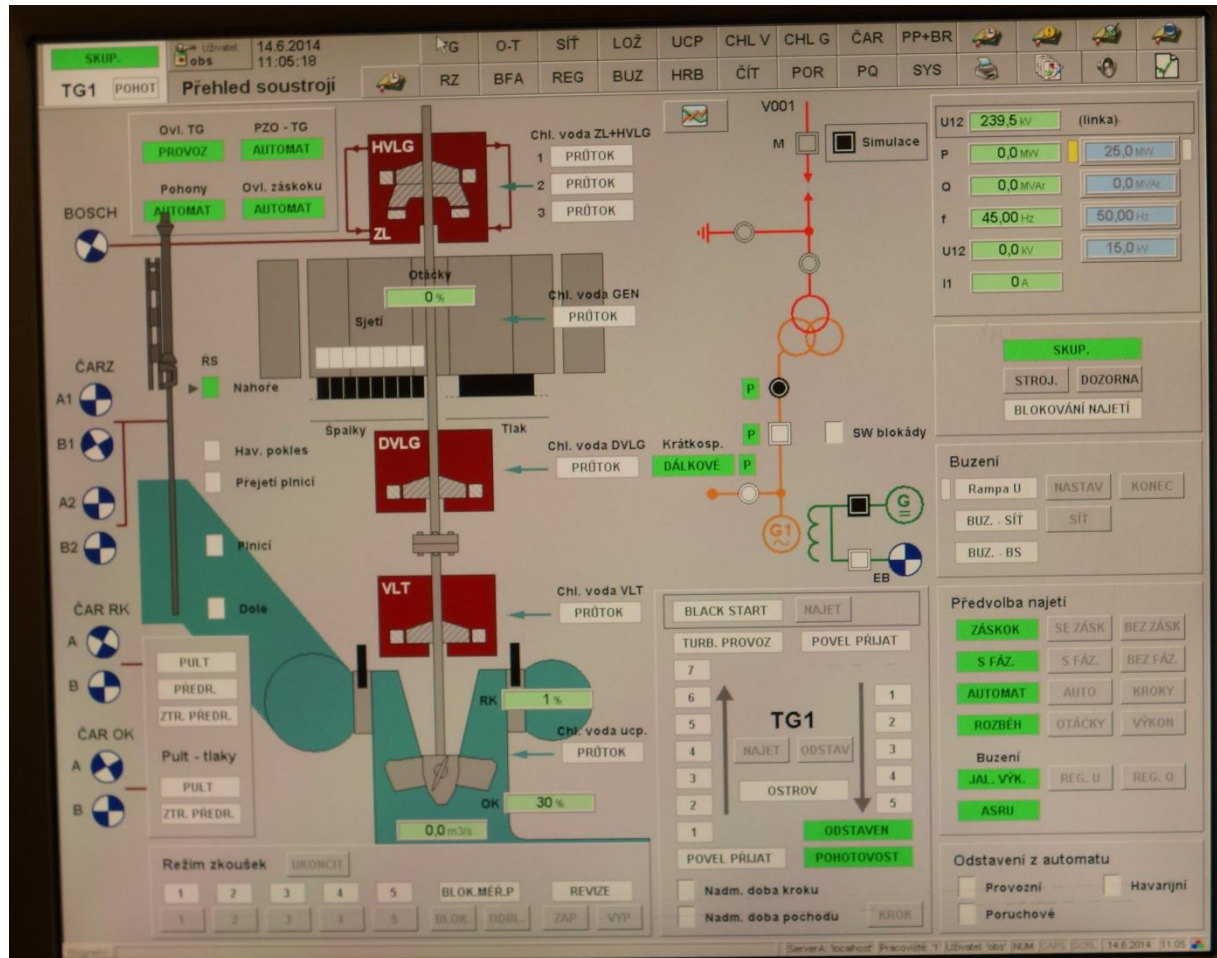 SKUP.
Uživatel
obs
14.6.2014
11:05:18
TG1 POHOT Přehled soustrojí
TG O-T SÍŤ LOŽ UCP CHL V CHL G ČAR PP+BR
RZ BFA REG BUZ HRB ČÍT POR PQ SYS
Ovl. TG PZO - TG
PROVOZ AUTOMAT
Pohony Ovl. záskoku
AUTOMAT AUTOMAT
BOSCH
HVLG
ZL
Chl. voda ZL+HVLG
1 PRŮTOK
2 PRŮTOK
3 PRŮTOK
V001
M Simulace
U12 239,5 kV (linka)
P 0,0 MW 25,0 MW
Q 0,0 MVAr 0,0 MVAr
f 45,00 Hz 50,00 Hz
U12 0,0 kV 15,0 kV
I1 0 A
Otáčky
0 %
Sjetí
Chl. voda GEN
PRŮTOK
ČARZ
A1
B1
A2
B2
ŘS
Nahoře
Hav. pokles
Přejetí plnicí
Plnicí
Dole
Špalky Tlak
DVLG
Chl. voda DVLG
PRŮTOK
Krátkosp.
DÁLKOVÉ P
P
P
SW blokády
G1
G
EB
SKUP.
STROJ. DOZORNA
BLOKOVÁNÍ NAJETÍ
Buzení
Rampa U NASTAV KONEC
BUZ. - SÍŤ SÍŤ
BUZ. - BS
VLT
Chl. voda VLT
PRŮTOK
ČAR RK
A
B
ČAR OK
A
B
PULT
PŘEDR.
ZTR. PŘEDR.
Pult - tlaky
PULT
ZTR. PŘEDR.
RK 1 %
Chl. voda ucp.
PRŮTOK
OK 30 %
0,0 m3/s
BLACK START NAJET
TURB. PROVOZ POVEL PŘIJAT
7
6
5
4
3
2
1
TG1
NAJET ODSTAV
OSTROV
1
2
3
4
5
ODSTAVEN
POVEL PŘIJAT POHOTOVOST
Nadm. doba kroku
Nadm. doba pochodu KROK
Předvolba najetí
ZÁSKOK SE ZÁSK BEZ ZÁSK
S FÁZ. S FÁZ. BEZ FÁZ.
AUTOMAT AUTO KROKY
ROZBĚH OTÁČKY VÝKON
Buzení
JAL. VÝK. REG. U REG. Q
ASRU
Odstavení z automatu
Provozní Havarijní
Poruchově
Režim zkoušek UKONČIT
1 2 3 4 5 BLOK.MĚŘ.P REVIZE
1 2 3 4 5 BLOK. ODBL. ZAP VYP
ServerA: 'localhost' Pracoviště: '1' Uživatel: 'obs' NUM CAPS SCRL 14.6.2014 11:05